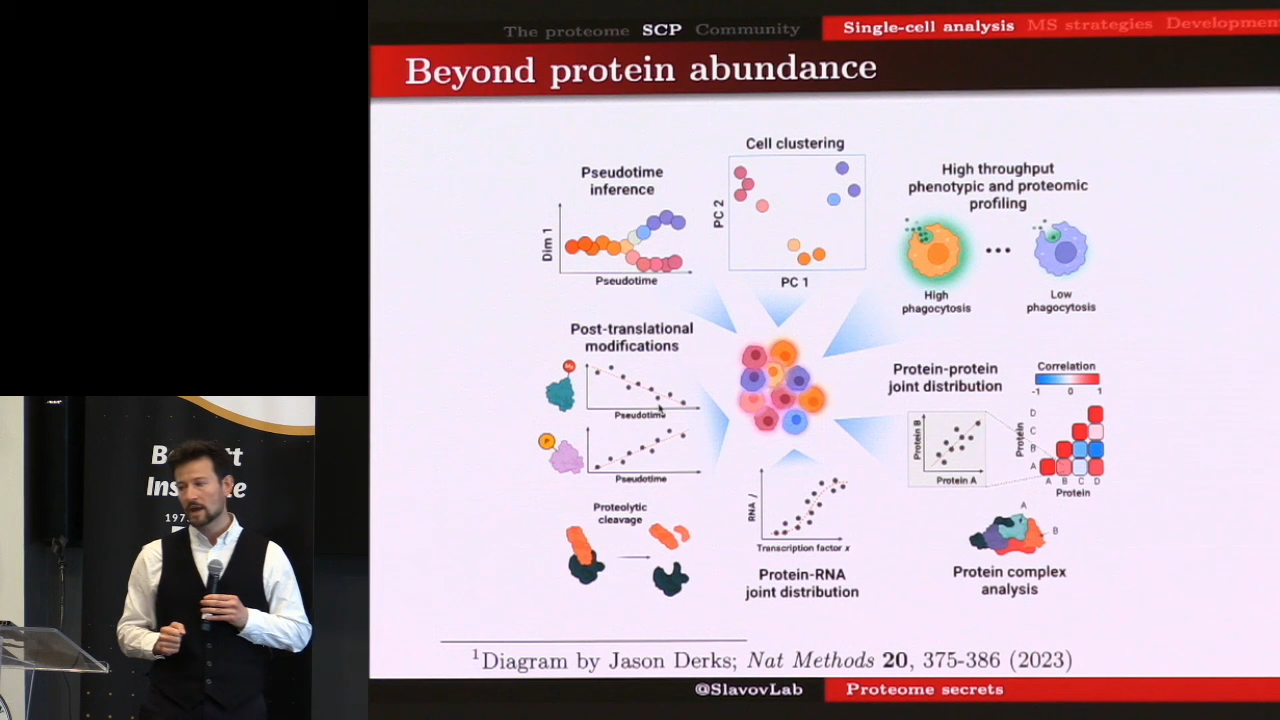 The proteome SCP Community
Single-cell analysis MS strategies Developmen
Beyond protein abundance
Pseudotime
inference
Dim 1
Pseudotime
Cell clustering
PC 2
PC 1
High throughput
phenotypic and proteomic
profiling
High
phagocytosis
Low
phagocytosis
Post-translational
modifications
Pseudotime
P
Pseudotime
Proteolytic
cleavage
RNA j
Transcription factor x
Protein-RNA
joint distribution
Protein-protein
joint distribution
Correlation
-1 0 1
Protein B
Protein A
Protein
D
C
B
A
A B C D
Protein
A
B
Protein complex
analysis
1Diagram by Jason Derks; Nat Methods 20, 375-386 (2023)
@SlavovLab
Proteome secrets